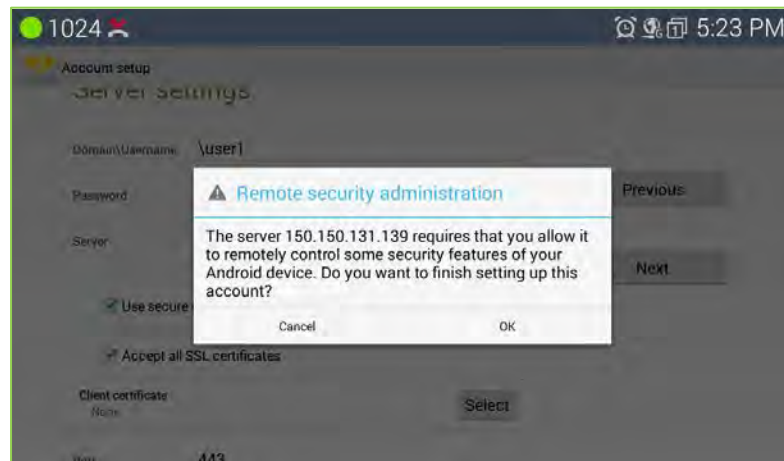 1024
5:23 PM
Account setup
Server settings
Domain\Username
\user1
Password
Previous
Remote security administration
The server 150.150.131.139 requires that you allow it
to remotely control some security features of your
Android device. Do you want to finish setting up this
account?
Cancel
OK
Server
Next
Use secure
Accept all SSL certificates
Client certificate
None
Select
443